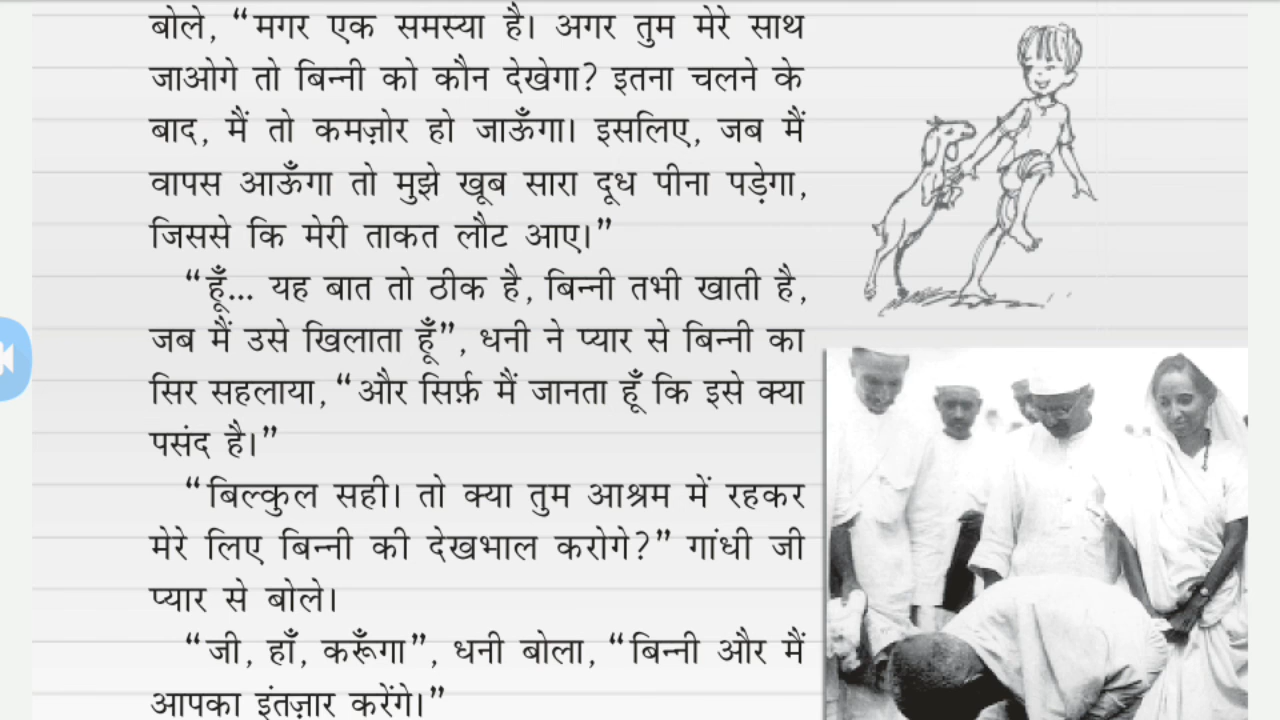 बोले, “मगर एक समस्या है। अगर तुम मेरे साथ
जाओगे तो बिन्नी को कौन देखेगा? इतना चलने के
बाद, मैं तो कमज़ोर हो जाऊँगा। इसलिए, जब मैं
वापस आऊँगा तो मुझे खूब सारा दूध पीना पड़ेगा,
जिससे कि मेरी ताकत लौट आए।”
“हूँ... यह बात तो ठीक है, बिन्नी तभी खाती है,
जब मैं उसे खिलाता हूँ”, धनी ने प्यार से बिन्नी का
सिर सहलाया, “और सिर्फ़ मैं जानता हूँ कि इसे क्या
पसंद है।”
“बिल्कुल सही। तो क्या तुम आश्रम में रहकर
मेरे लिए बिन्नी की देखभाल करोगे?” गांधी जी
प्यार से बोले।
“जी, हाँ, करूँगा”, धनी बोला, “बिन्नी और मैं
आपका इंतज़ार करेंगे।”